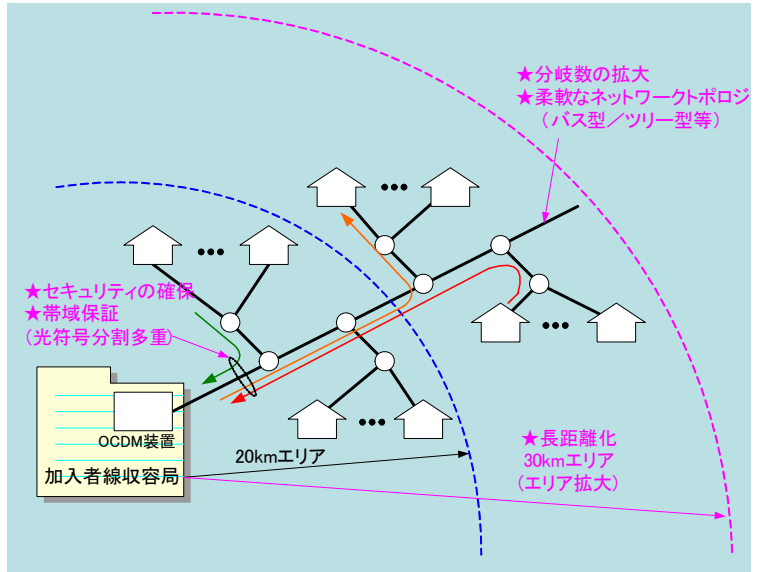 ★分岐数の拡大
★柔軟なネットワークトポロジ
(バス型／ツリー型等)
★セキュリティの確保
★帯域保証
(光符号分割多重)
OCDM装置
加入者線収容局
20kmエリア
★長距離化
30kmエリア
(エリア拡大)